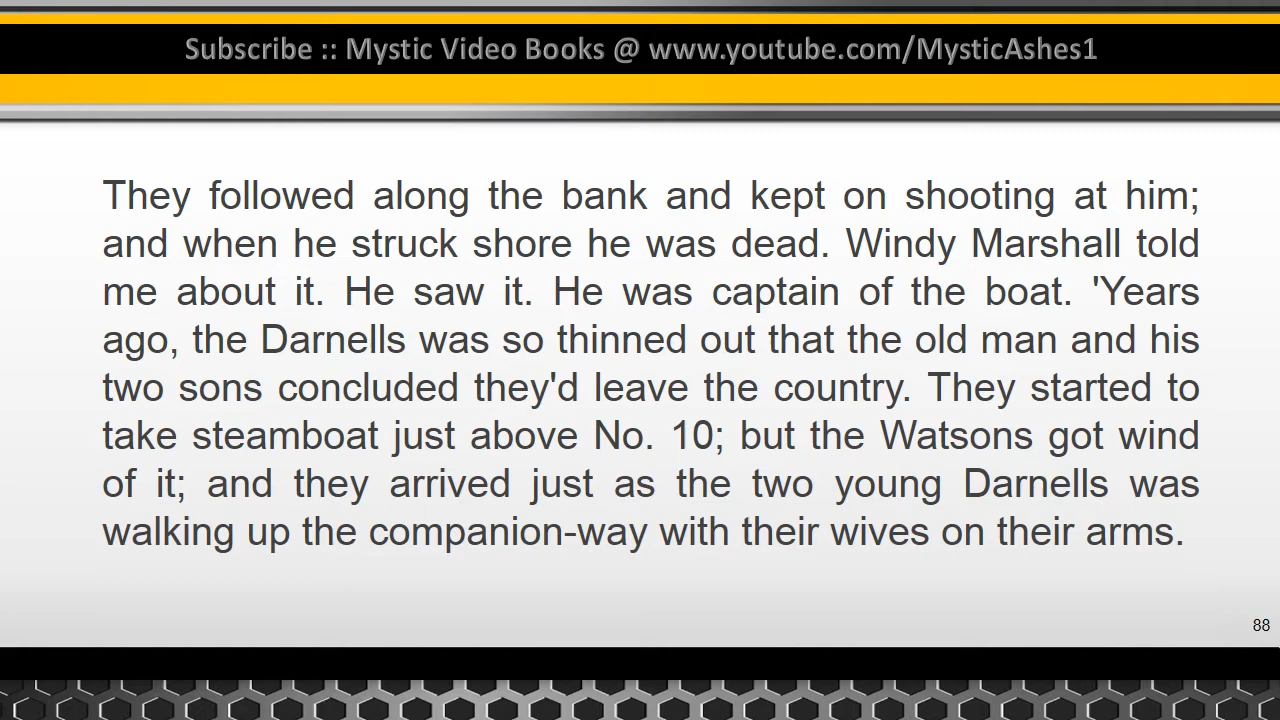 Subscribe :: Mystic Video Books @ www.youtube.com/MysticAshes1
They followed along the bank and kept on shooting at him;
and when he struck shore he was dead. Windy Marshall told
me about it. He saw it. He was captain of the boat. 'Years
ago, the Darnells was so thinned out that the old man and his
two sons concluded they'd leave the country. They started to
take steamboat just above No. 10; but the Watsons got wind
of it; and they arrived just as the two young Darnells was
walking up the companion-way with their wives on their arms.
88